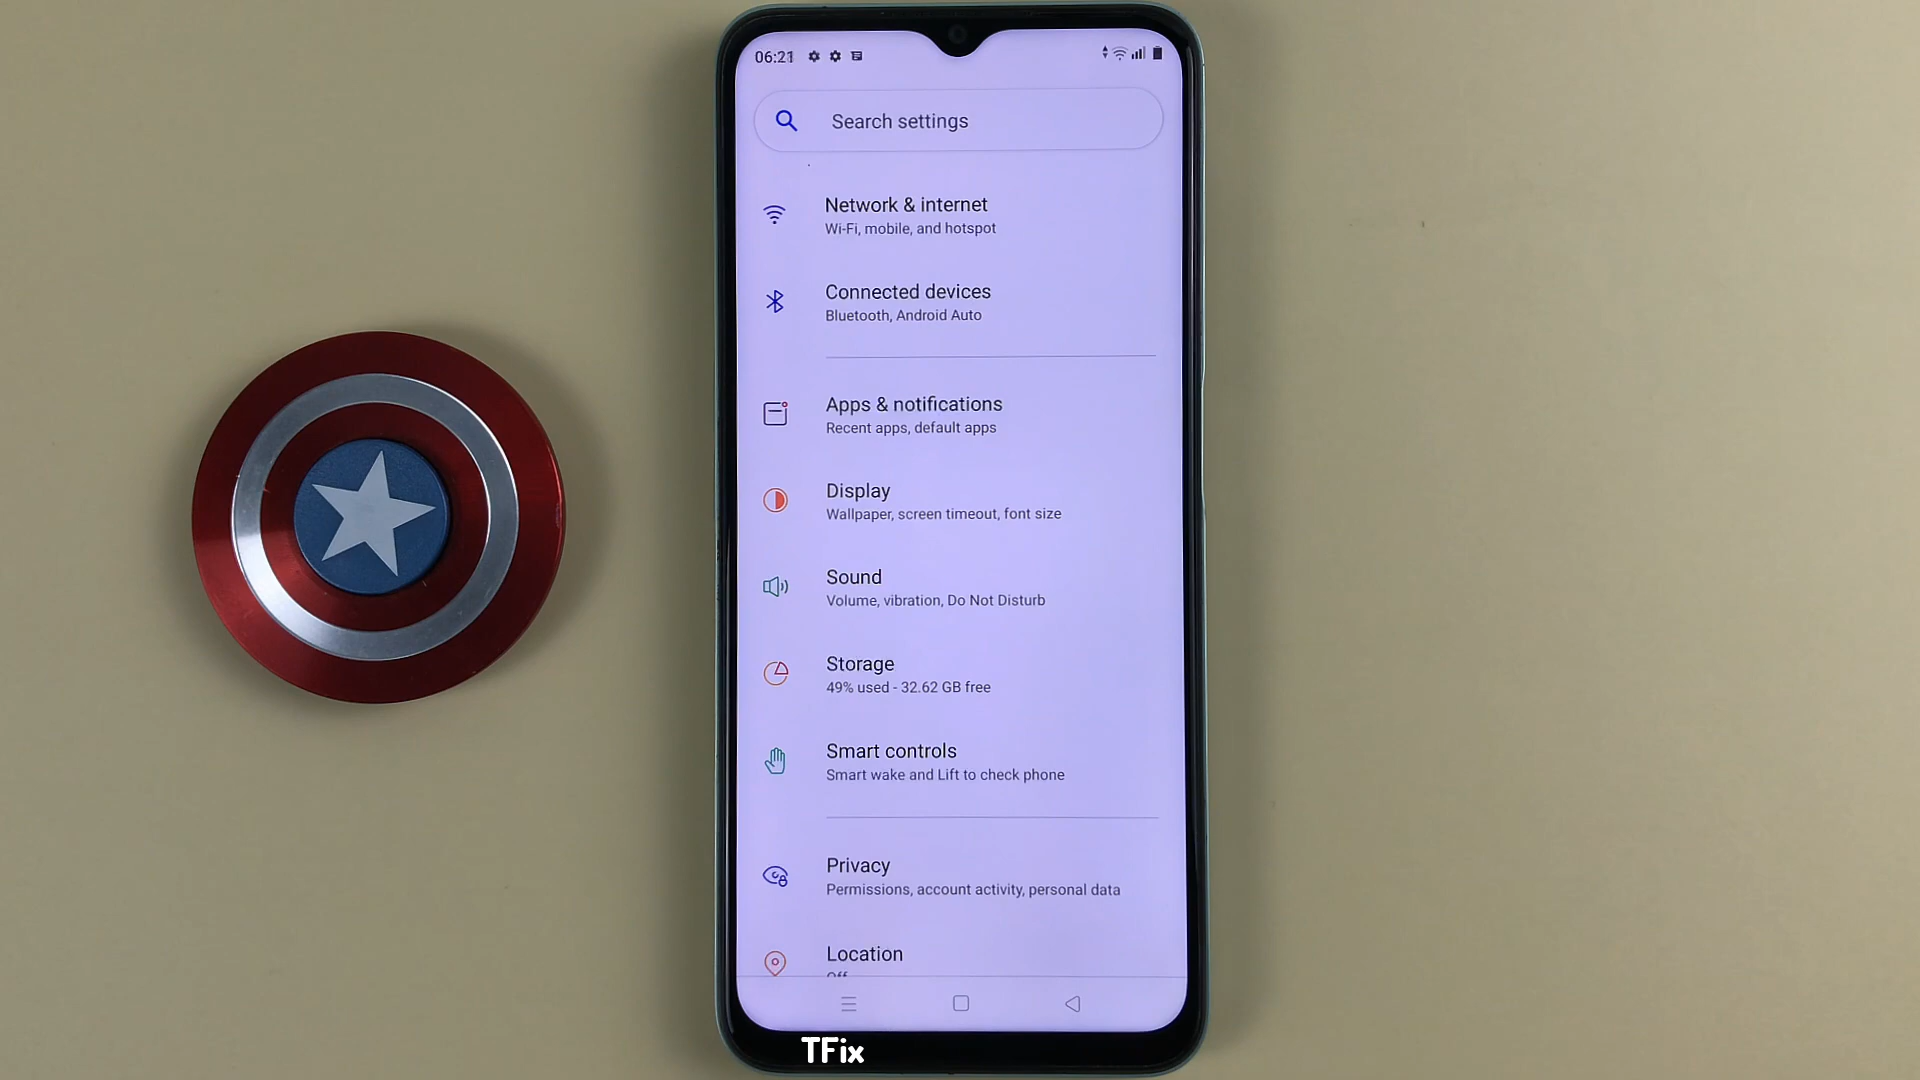 06:21
Search settings
Network & internet
Wi-Fi, mobile, and hotspot
Connected devices
Bluetooth, Android Auto
Apps & notifications
Recent apps, default apps
Display
Wallpaper, screen timeout, font size
Sound
Volume, vibration, Do Not Disturb
Storage
49% used - 32.62 GB free
Smart controls
Smart wake and Lift to check phone
Privacy
Permissions, account activity, personal data
Location
Off
TFix